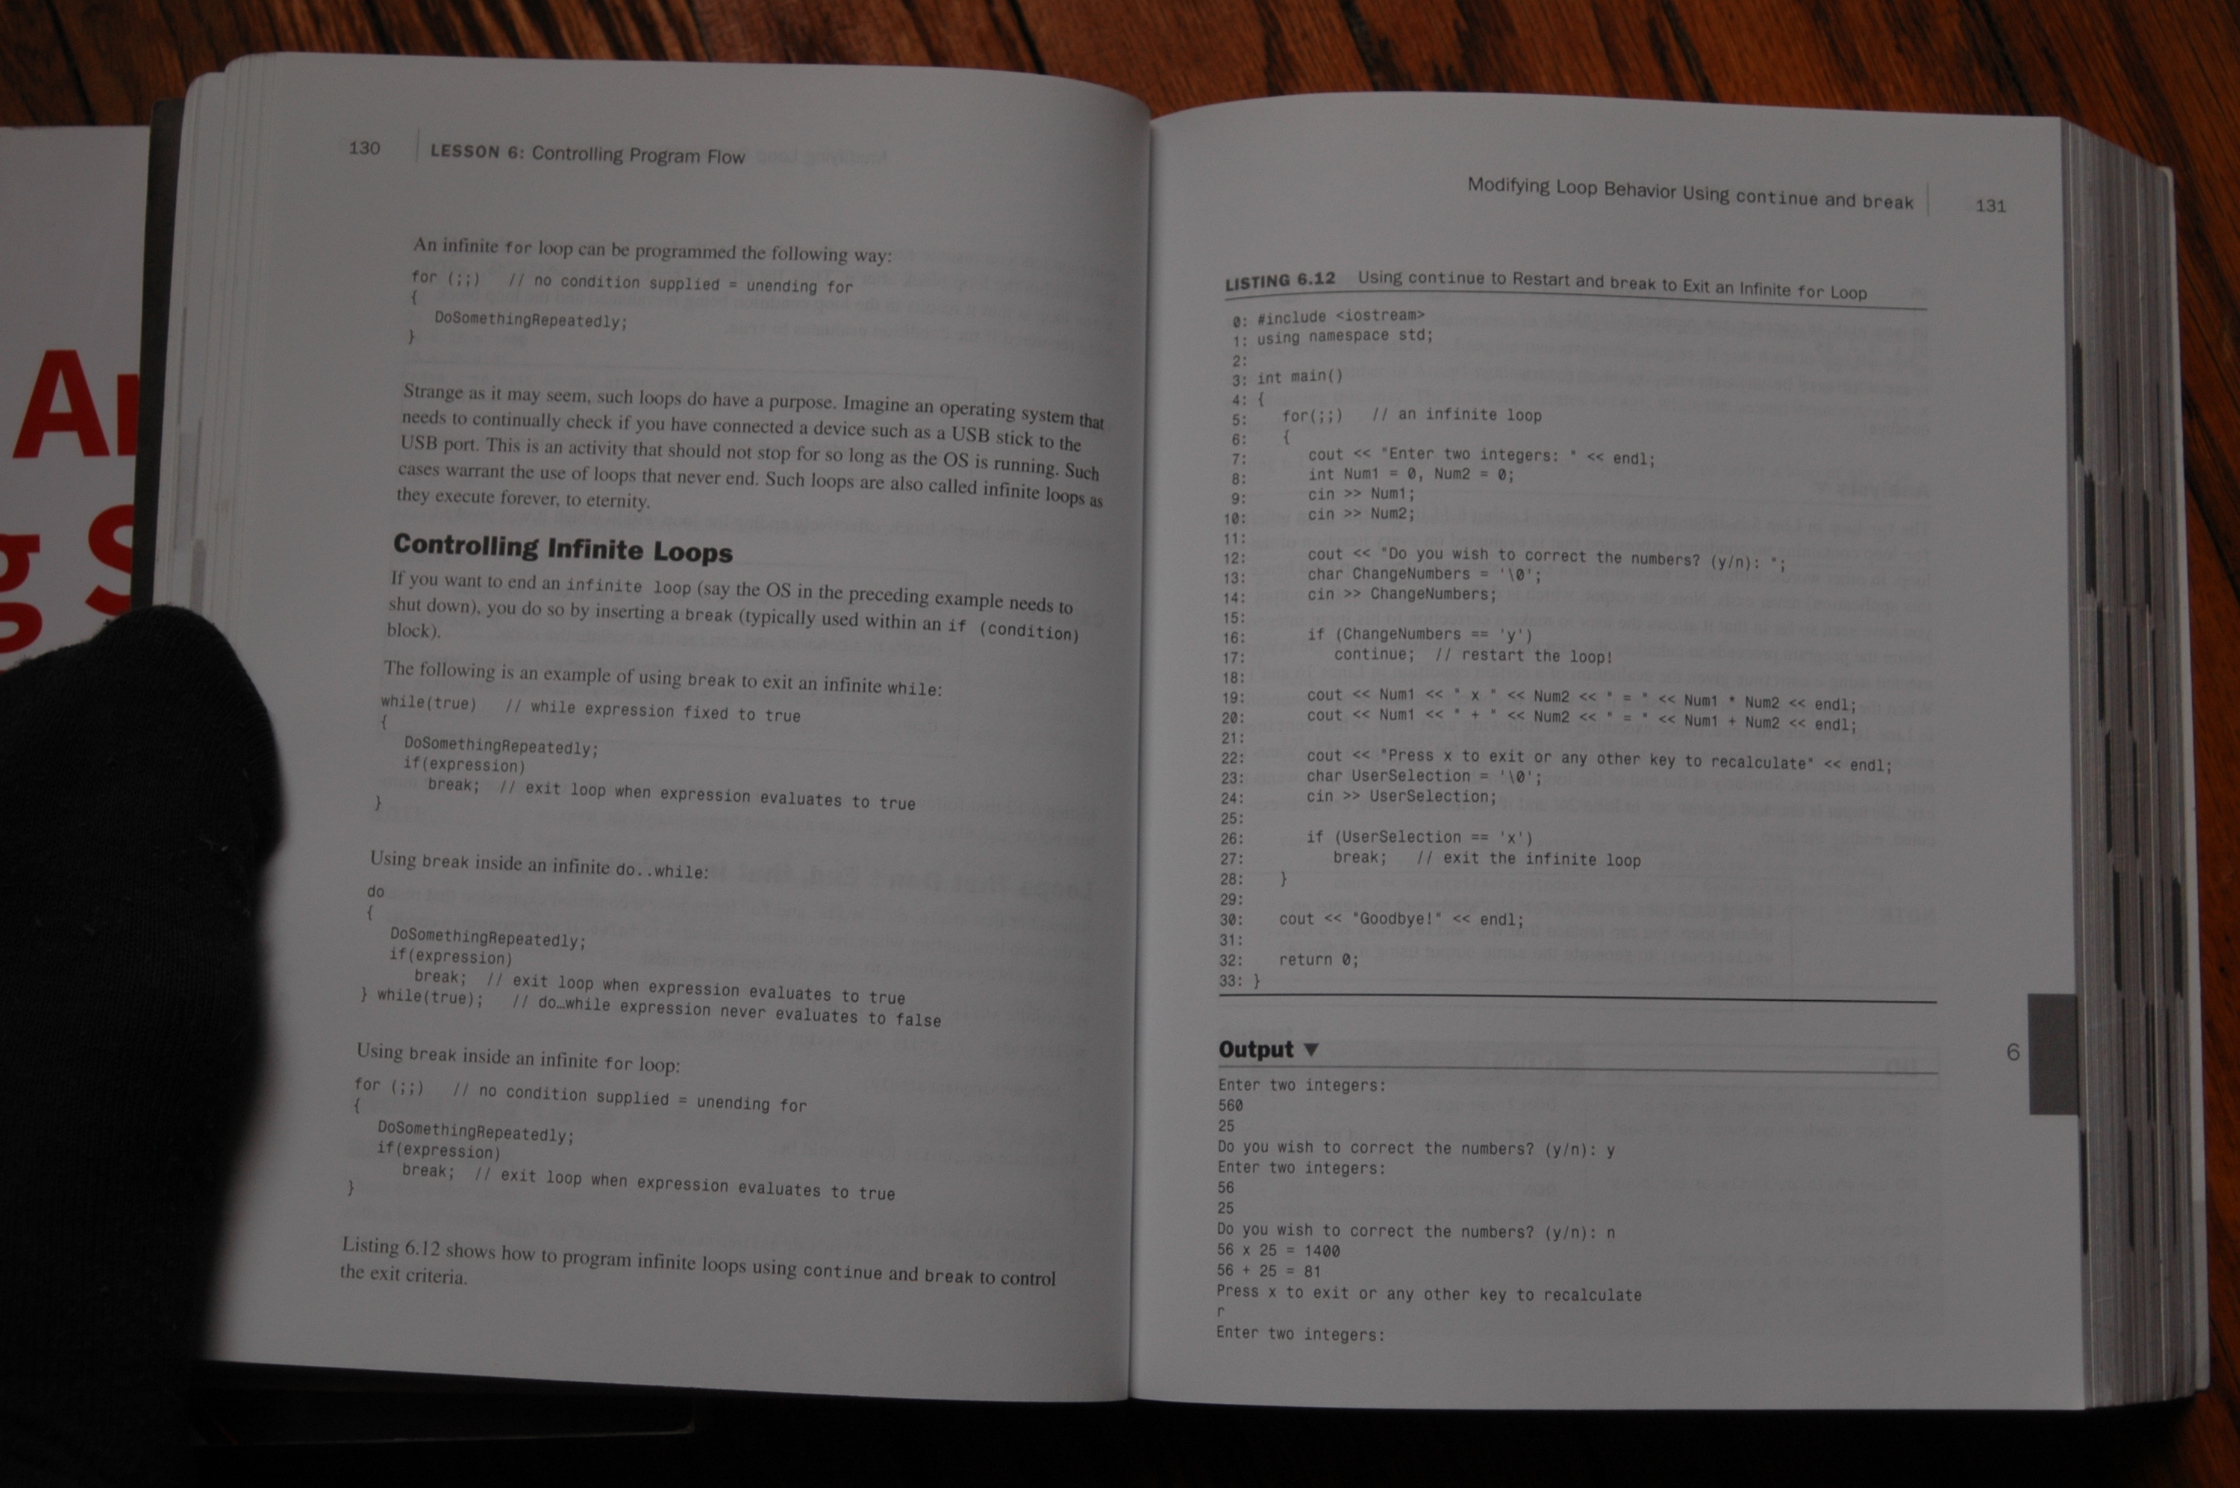 Ar
g S
130 LESSON 6: Controlling Program Flow
An infinite for loop can be programmed the following way:
for (;;)   // no condition supplied = unending for
{
   DoSomethingRepeatedly;
}
Strange as it may seem, such loops do have a purpose. Imagine an operating system that
needs to continually check if you have connected a device such as a USB stick to the
USB port. This is an activity that should not stop for so long as the OS is running. Such
cases warrant the use of loops that never end. Such loops are also called infinite loops as
they execute forever, to eternity.
Controlling Infinite Loops
If you want to end an infinite loop (say the OS in the preceding example needs to
shut down), you do so by inserting a break (typically used within an if (condition)
block).
The following is an example of using break to exit an infinite while:
while(true)   // while expression fixed to true
{
   DoSomethingRepeatedly;
   if(expression)
      break;  // exit loop when expression evaluates to true
}
Using break inside an infinite do..while:
do
{
   DoSomethingRepeatedly;
   if(expression)
      break;  // exit loop when expression evaluates to true
} while(true);   // do…while expression never evaluates to false
Using break inside an infinite for loop:
for (;;)   // no condition supplied = unending for
{
   DoSomethingRepeatedly;
   if(expression)
      break;  // exit loop when expression evaluates to true
}
Listing 6.12 shows how to program infinite loops using continue and break to control
the exit criteria.
Modifying Loop Behavior Using continue and break 131
LISTING 6.12 Using continue to Restart and break to Exit an Infinite for Loop
0: #include <iostream>
1: using namespace std;
2:
3: int main()
4: {
5:    for(;;)   // an infinite loop
6:    {
7:       cout << "Enter two integers: " << endl;
8:       int Num1 = 0, Num2 = 0;
9:       cin >> Num1;
10:       cin >> Num2;
11:
12:       cout << "Do you wish to correct the numbers? (y/n): ";
13:       char ChangeNumbers = '\0';
14:       cin >> ChangeNumbers;
15:
16:       if (ChangeNumbers == 'y')
17:          continue;  // restart the loop!
18:
19:       cout << Num1 << " x " << Num2 << " = " << Num1 * Num2 << endl;
20:       cout << Num1 << " + " << Num2 << " = " << Num1 + Num2 << endl;
21:
22:       cout << "Press x to exit or any other key to recalculate" << endl;
23:       char UserSelection = '\0';
24:       cin >> UserSelection;
25:
26:       if (UserSelection == 'x')
27:          break;   // exit the infinite loop
28:    }
29:
30:    cout << "Goodbye!" << endl;
31:
32:    return 0;
33: }
Output ▼
6
Enter two integers:
560
25
Do you wish to correct the numbers? (y/n): y
Enter two integers:
56
25
Do you wish to correct the numbers? (y/n): n
56 x 25 = 1400
56 + 25 = 81
Press x to exit or any other key to recalculate
r
Enter two integers: